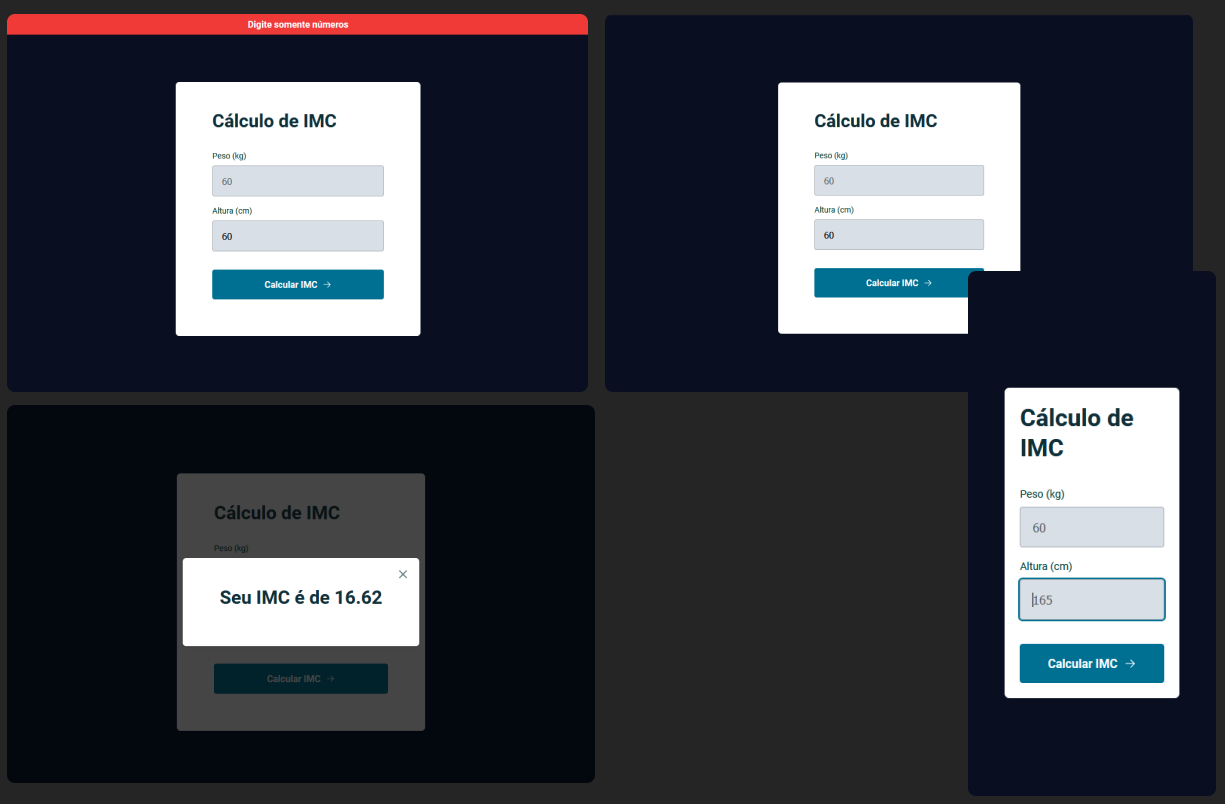 Digite somente números
Cálculo de IMC
Peso (kg)
60
Altura (cm)
60
Calcular IMC →
Cálculo de IMC
Peso (kg)
60
Altura (cm)
60
Calcular IMC →
Cálculo de IMC
Peso (kg)
Seu IMC é de 16.62
Calcular IMC →
Cálculo de
IMC
Peso (kg)
60
Altura (cm)
165
Calcular IMC →